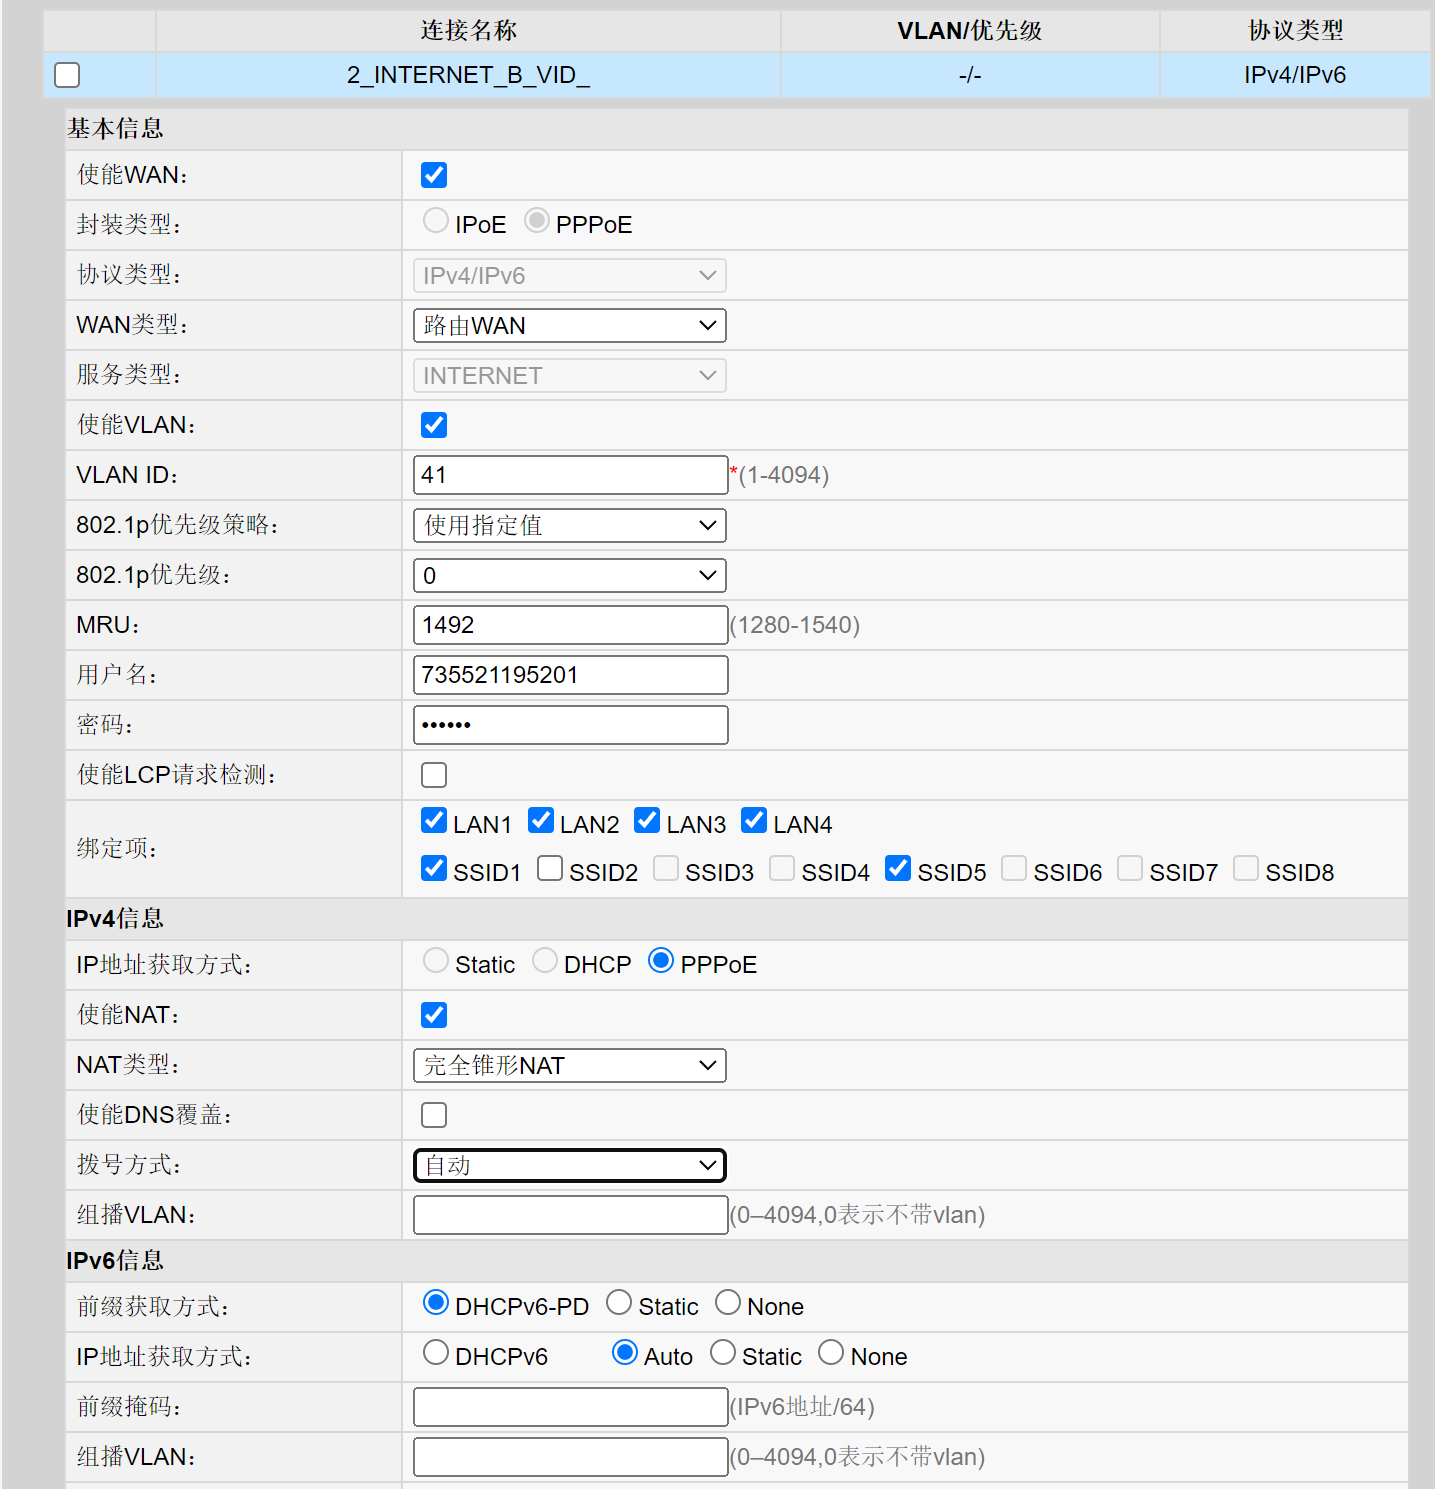 连接名称 VLAN/优先级 协议类型
2_INTERNET_B_VID_ -/- IPv4/IPv6
基本信息
使能WAN：
封装类型： IPoE PPPoE
协议类型： IPv4/IPv6
WAN类型： 路由WAN
服务类型： INTERNET
使能VLAN：
VLAN ID： 41 *(1-4094)
802.1p优先级策略： 使用指定值
802.1p优先级： 0
MRU： 1492 (1280-1540)
用户名： 735521195201
密码： ••••••
使能LCP请求检测：
绑定项： LAN1 LAN2 LAN3 LAN4
SSID1 SSID2 SSID3 SSID4 SSID5 SSID6 SSID7 SSID8
IPv4信息
IP地址获取方式： Static DHCP PPPoE
使能NAT：
NAT类型： 完全锥形NAT
使能DNS覆盖：
拨号方式： 自动
组播VLAN： (0–4094,0表示不带vlan)
IPv6信息
前缀获取方式： DHCPv6-PD Static None
IP地址获取方式： DHCPv6 Auto Static None
前缀掩码： (IPv6地址/64)
组播VLAN： (0–4094,0表示不带vlan)